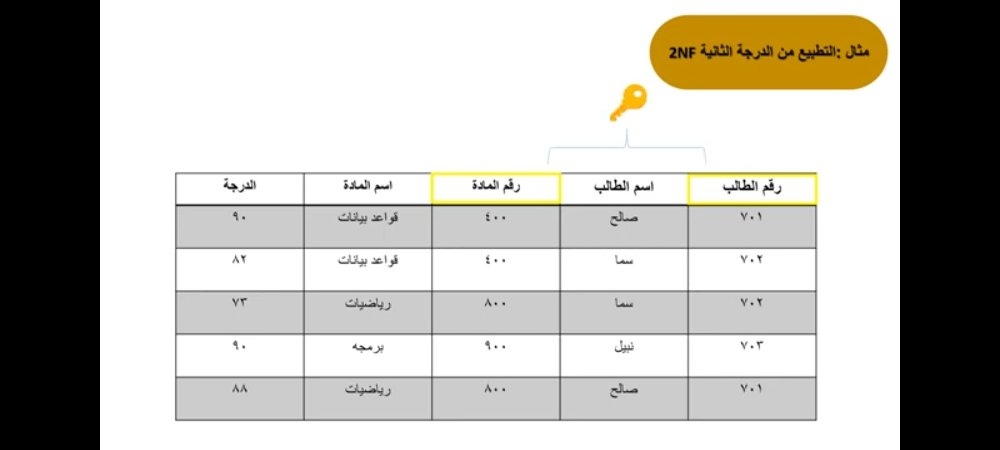 مثال :التطبيع من الدرجة الثانية 2NF
رقم الطالب اسم الطالب رقم المادة اسم المادة الدرجة
٧٠١ صالح ٤٠٠ قواعد بيانات ٩٠
٧٠٢ سما ٤٠٠ قواعد بيانات ٨٢
٧٠٢ سما ٨٠٠ رياضيات ٧٣
٧٠٣ نبيل ٩٠٠ برمجه ٩٠
٧٠١ صالح ٨٠٠ رياضيات ٨٨